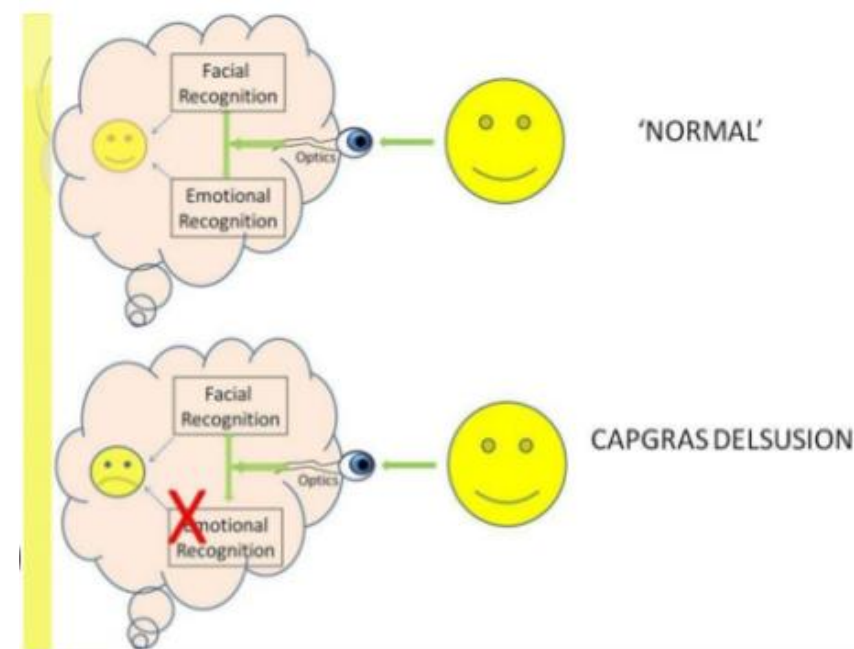 Facial
Recognition
Optics
Emotional
Recognition
'NORMAL'
Facial
Recognition
Optics
Emotional
Recognition
CAPGRAS DELSUSION